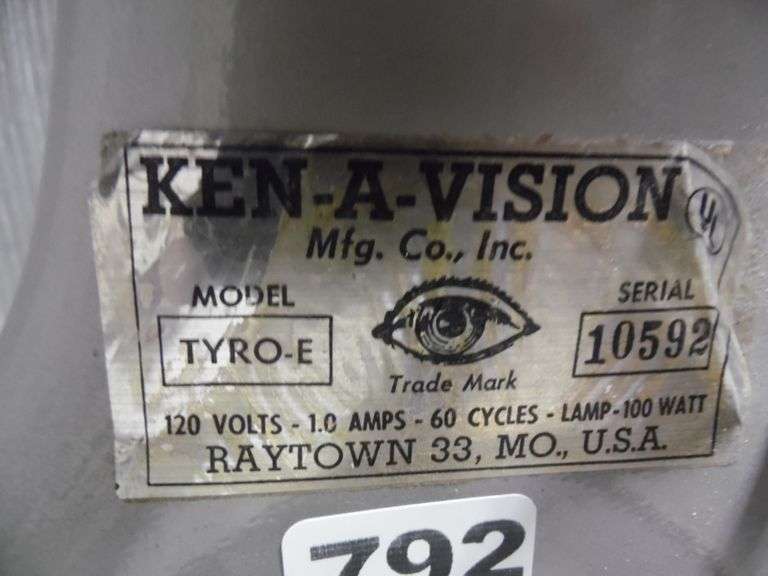 KEN-A-VISION
UL
Mfg. Co., Inc.
MODEL
SERIAL
TYRO-E
10592
Trade Mark
120 VOLTS - 1.0 AMPS - 60 CYCLES - LAMP-100 WATT
RAYTOWN 33, MO., U.S.A.
792